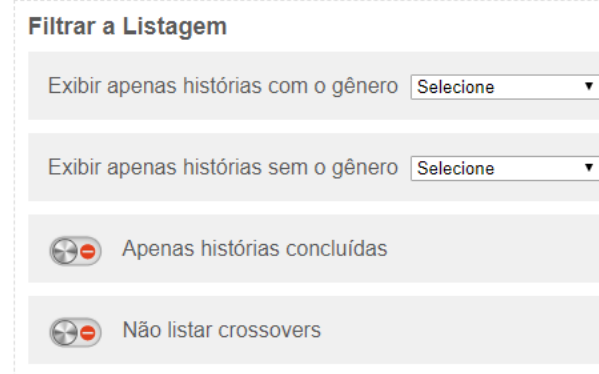 Filtrar a Listagem
Exibir apenas histórias com o gênero Selecione
Exibir apenas histórias sem o gênero Selecione
Apenas histórias concluídas
Não listar crossovers